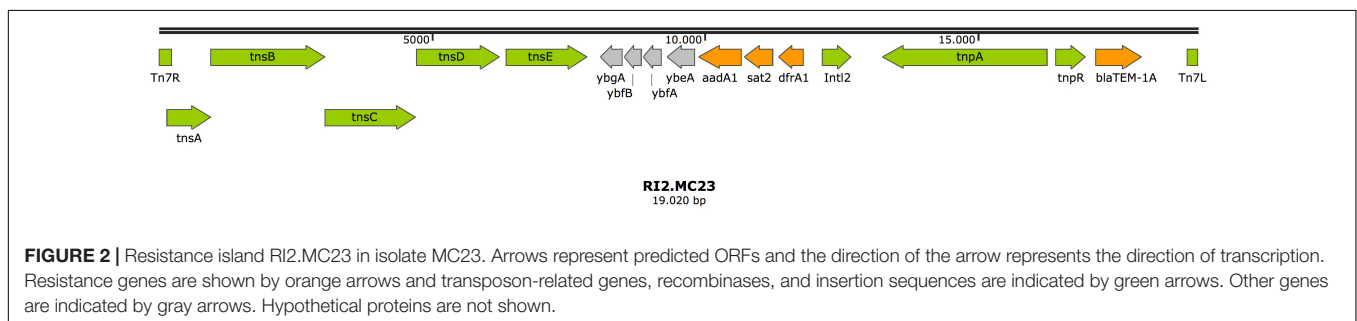 5000
10.000
15.000
Tn7R
tnsB
tnsD
tnsE
ybgA
ybfB
ybfA
ybeA
aadA1
sat2
dfrA1
IntI2
tnpA
tnpR
blaTEM-1A
Tn7L
tnsA
tnsC
RI2.MC23
19.020 bp
FIGURE 2 | Resistance island RI2.MC23 in isolate MC23. Arrows represent predicted ORFs and the direction of the arrow represents the direction of transcription.
Resistance genes are shown by orange arrows and transposon-related genes, recombinases, and insertion sequences are indicated by green arrows. Other genes
are indicated by gray arrows. Hypothetical proteins are not shown.